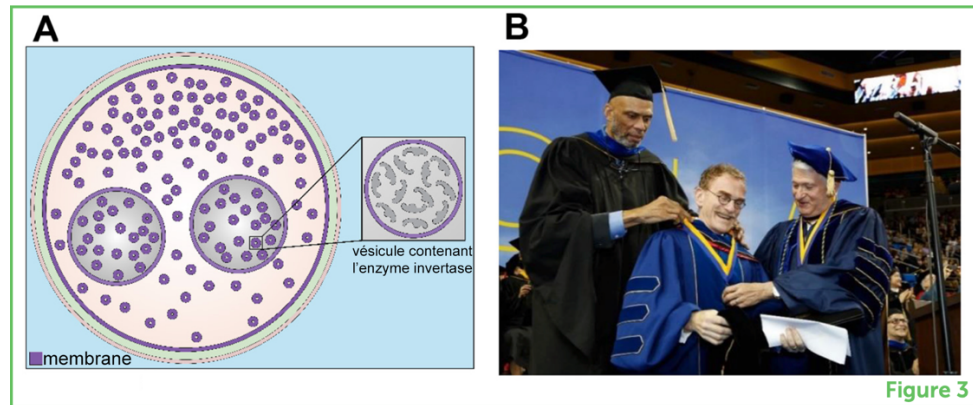 A
B
vésicule contenant
l'enzyme invertase
membrane
Figure 3